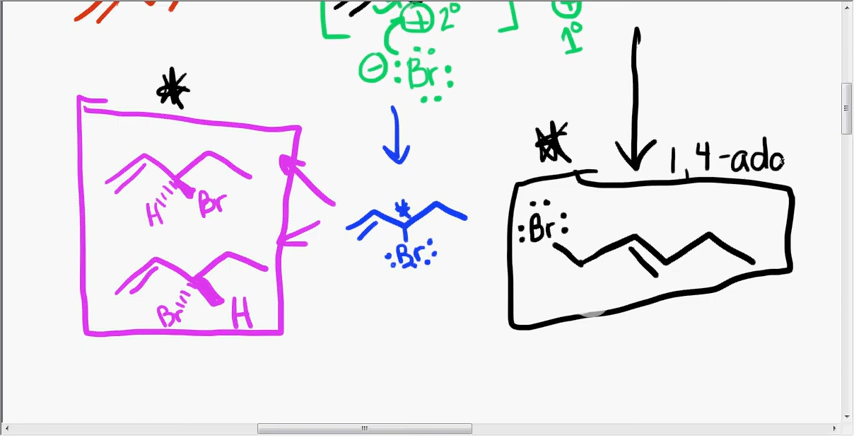 ⊕ 2°
⊕
1°
⊖ :Br:
1,4-ado
H Br
:Br:
:Br:
Br H